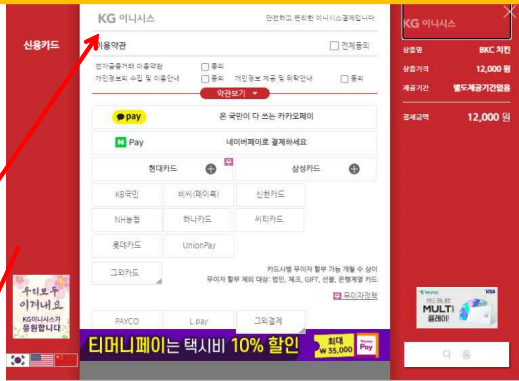 신용카드
KG 이니시스
안전하고 편리한 이니시스결제입니다.
이용약관
전체동의
전자금융거래 이용약관
동의
개인정보의 수집 및 이용안내
동의
개인정보 제공 및 위탁안내
동의
약관보기
pay
온 국민이 다 쓰는 카카오페이
N Pay
네이버페이로 결제하세요
현대카드
무
삼성카드
KB국민
비씨(페이북)
신한카드
NH농협
하나카드
씨티카드
롯데카드
UnionPay
그외카드
카드사별 무이자 할부 가능 개월 수 상이
무이자 할부 제외 대상: 법인, 체크, GIFT, 선불, 은행계열 카드
무 무이자정책
PAYCO
L.pay
그외결제
티머니페이는 택시비 10% 할인
최대
₩35,000
Pay
우리모두
이겨내요
KG이니시스가
응원합니다
KG 이니시스
상품명
BKC 치킨
상품가격
12,000 원
제공기간
별도제공기간없음
결제금액
12,000 원
VISA
MULTI
플레이!
다 음